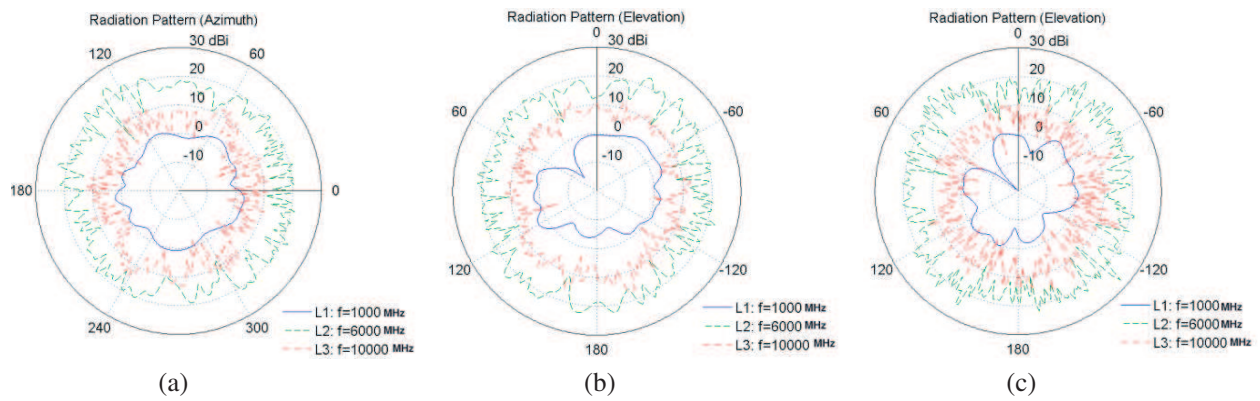 Radiation Pattern (Azimuth)
30 dBi
120
60
20
10
0
-10
180
0
240
300
L1: f=1000 MHz
L2: f=6000 MHz
L3: f=10000 MHz
(a)
Radiation Pattern (Elevation)
0
30 dBi
20
60
-60
10
0
-10
120
-120
180
L1: f=1000 MHz
L2: f=6000 MHz
L3: f=10000 MHz
(b)
Radiation Pattern (Elevation)
0
30 dBi
20
60
-60
10
0
-10
120
-120
180
L1: f=1000 MHz
L2: f=6000 MHz
L3: f=10000 MHz
(c)